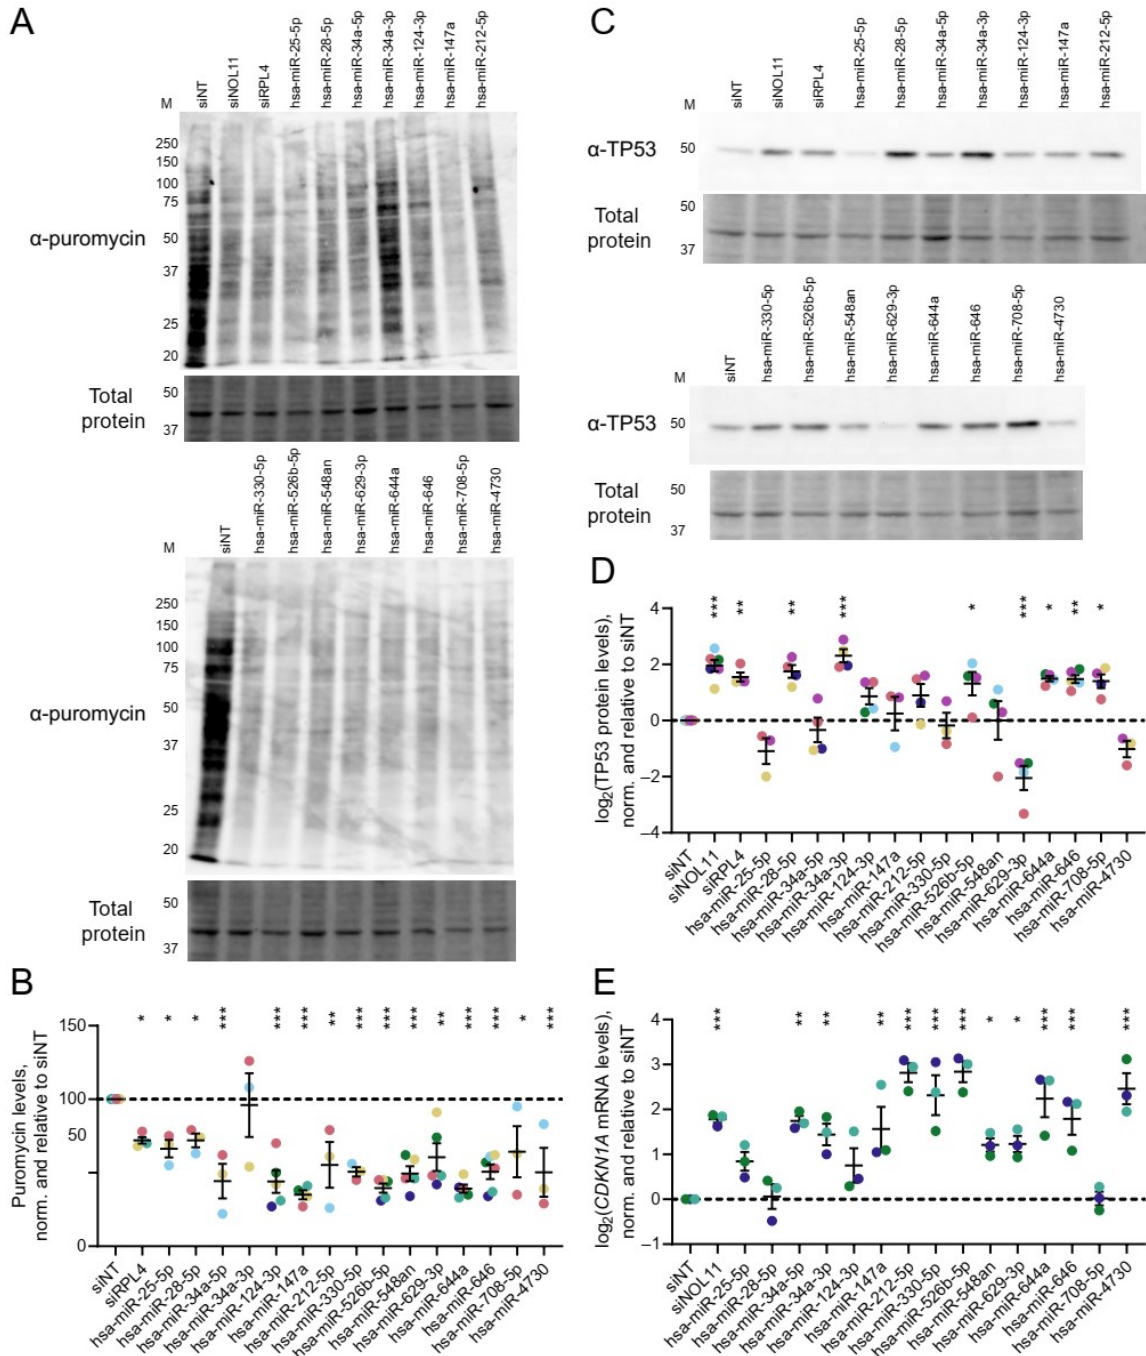 A
M
siNT
siNOL11
siRPL4
hsa-miR-25-5p
hsa-miR-28-5p
hsa-miR-34a-5p
hsa-miR-34a-3p
hsa-miR-124-3p
hsa-miR-147a
hsa-miR-212-5p
250
150
100
75
50
37
25
20
α-puromycin
Total
protein
50
37
M
siNT
hsa-miR-330-5p
hsa-miR-526b-5p
hsa-miR-548an
hsa-miR-629-3p
hsa-miR-644a
hsa-miR-646
hsa-miR-708-5p
hsa-miR-4730
250
150
100
75
50
37
25
20
α-puromycin
Total
protein
50
37
B
Puromycin levels,
norm. and relative to siNT
150
100
50
0
* * * *** *** *** ** *** *** *** ** *** *** * ***
siNT
siRPL4
hsa-miR-25-5p
hsa-miR-28-5p
hsa-miR-34a-5p
hsa-miR-34a-3p
hsa-miR-124-3p
hsa-miR-147a
hsa-miR-212-5p
hsa-miR-330-5p
hsa-miR-526b-5p
hsa-miR-548an
hsa-miR-629-3p
hsa-miR-644a
hsa-miR-646
hsa-miR-708-5p
hsa-miR-4730
C
M
siNT
siNOL11
siRPL4
hsa-miR-25-5p
hsa-miR-28-5p
hsa-miR-34a-5p
hsa-miR-34a-3p
hsa-miR-124-3p
hsa-miR-147a
hsa-miR-212-5p
α-TP53
50
Total
protein
50
37
M
siNT
hsa-miR-330-5p
hsa-miR-526b-5p
hsa-miR-548an
hsa-miR-629-3p
hsa-miR-644a
hsa-miR-646
hsa-miR-708-5p
hsa-miR-4730
α-TP53
50
Total
protein
50
37
D
log2(TP53 protein levels),
norm. and relative to siNT
4
2
0
–2
–4
*** ** ** *** * *** * ** *
siNT
siNOL11
siRPL4
hsa-miR-25-5p
hsa-miR-28-5p
hsa-miR-34a-5p
hsa-miR-34a-3p
hsa-miR-124-3p
hsa-miR-147a
hsa-miR-212-5p
hsa-miR-330-5p
hsa-miR-526b-5p
hsa-miR-548an
hsa-miR-629-3p
hsa-miR-644a
hsa-miR-646
hsa-miR-708-5p
hsa-miR-4730
E
log2(CDKN1A mRNA levels),
norm. and relative to siNT
4
3
2
1
0
–1
*** ** ** ** *** *** *** * * *** *** ***
siNT
siNOL11
hsa-miR-25-5p
hsa-miR-28-5p
hsa-miR-34a-5p
hsa-miR-34a-3p
hsa-miR-124-3p
hsa-miR-147a
hsa-miR-212-5p
hsa-miR-330-5p
hsa-miR-526b-5p
hsa-miR-548an
hsa-miR-629-3p
hsa-miR-644a
hsa-miR-646
hsa-miR-708-5p
hsa-miR-4730